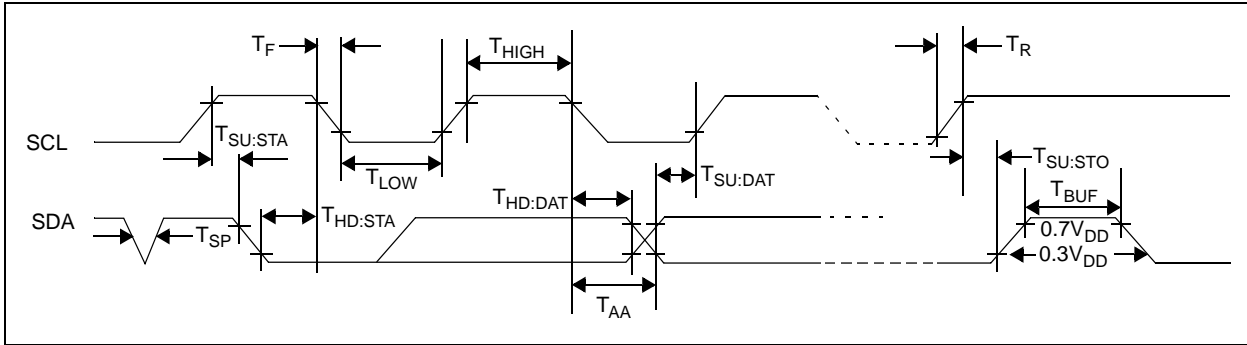 T_F
T_HIGH
T_R
SCL
T_SU:STA
T_LOW
T_SU:DAT
T_SU:STO
T_HD:DAT
T_BUF
SDA
T_SP
T_HD:STA
0.7V_DD
0.3V_DD
T_AA